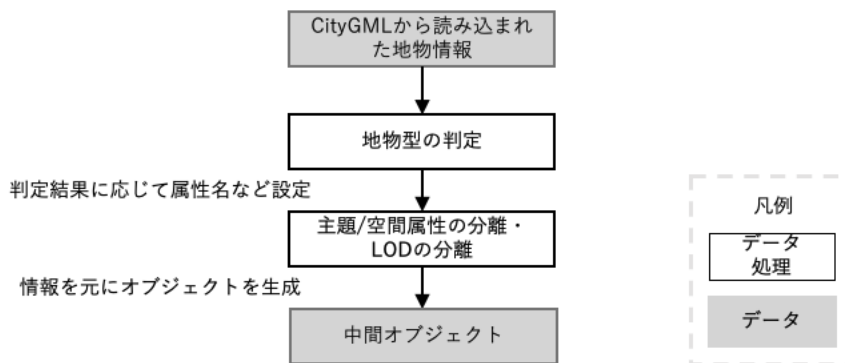 CityGMLから読み込まれ
た地物情報
地物型の判定
判定結果に応じて属性名など設定
主題/空間属性の分離・
LODの分離
情報を元にオブジェクトを生成
中間オブジェクト
凡例
データ
処理
データ